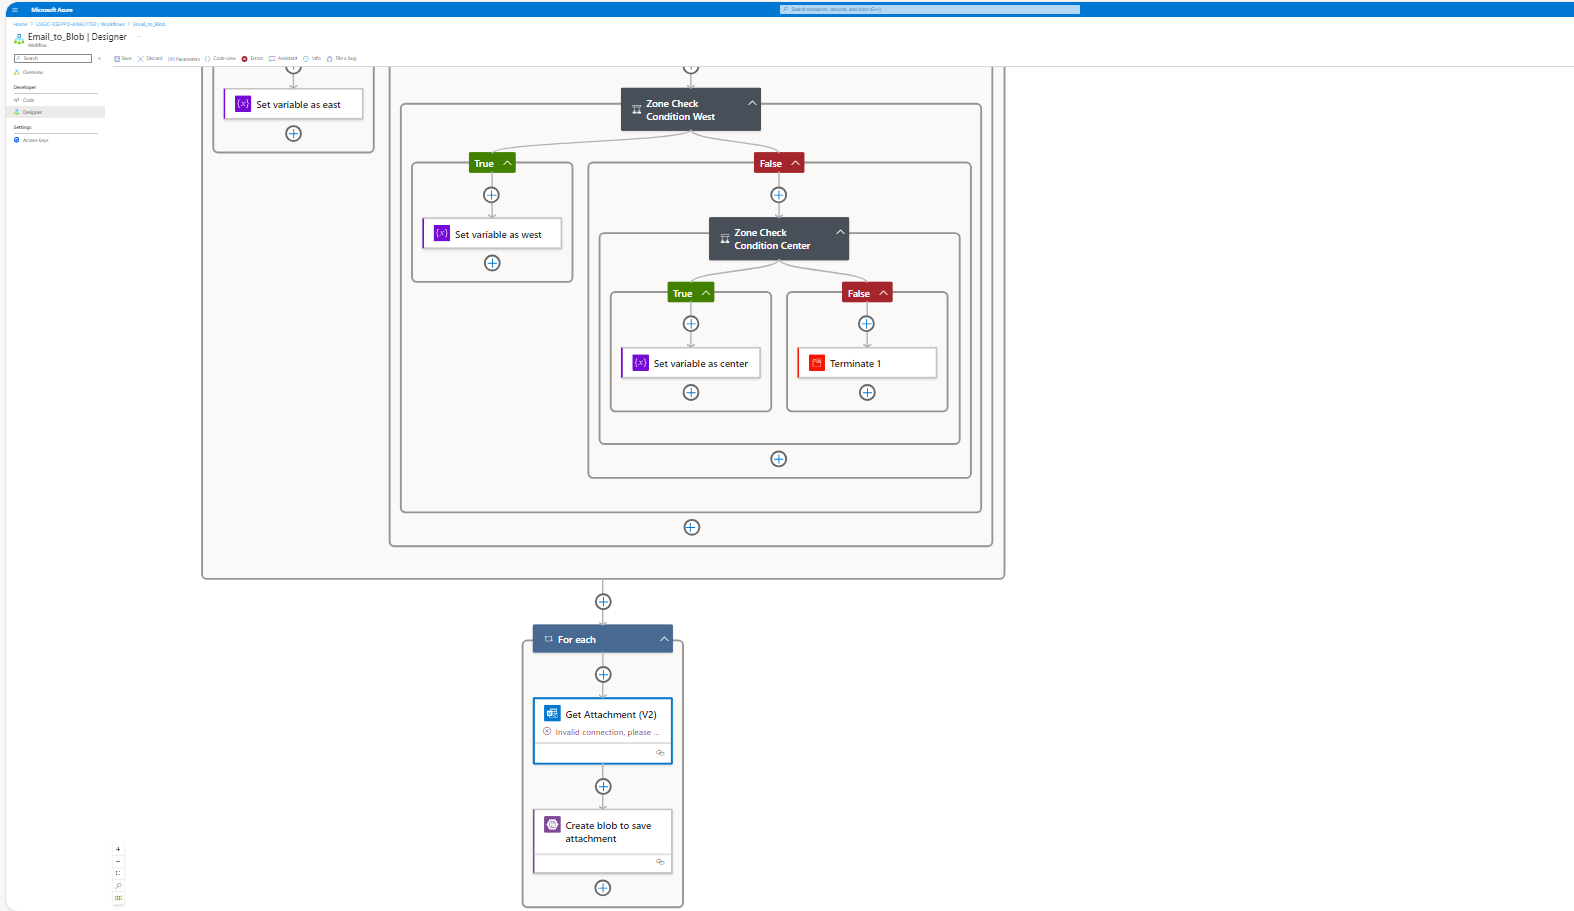 Microsoft Azure
Search resources, services, and docs (G+/)
Home > LOGIC-SSEFPD-ANALYT02 | Workflows > Email_to_Blob
Email_to_Blob | Designer
Workflow
Search
Save Discard Parameters Code view Errors Assistant Info File a bug
Overview
Developer
Code
Designer
Settings
Access Keys
Set variable as east
Zone Check
Condition West
True
False
Set variable as west
Zone Check
Condition Center
True
False
Set variable as center
Terminate 1
For each
Get Attachment (V2)
Invalid connection, please ...
Create blob to save
attachment